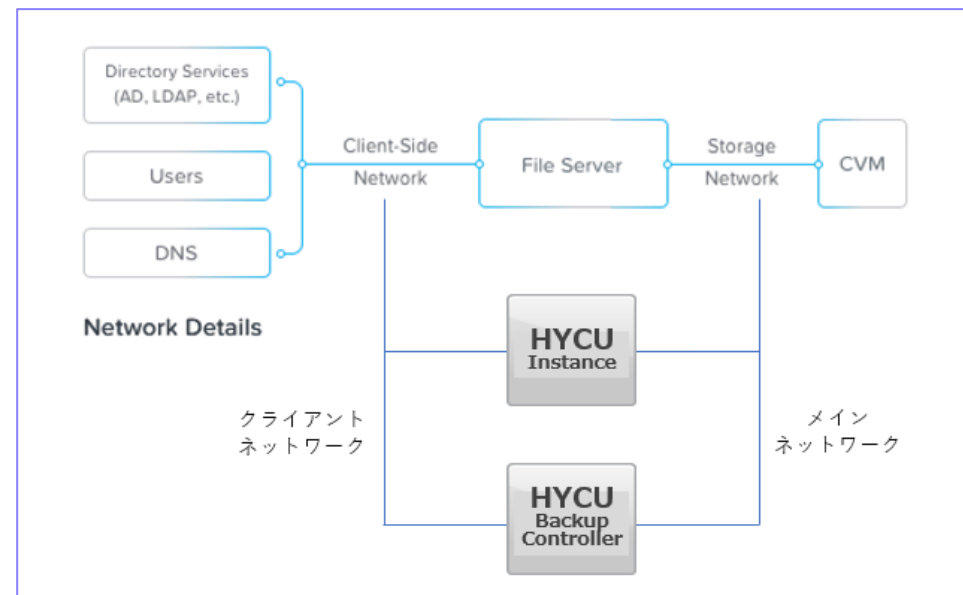 Directory Services
(AD, LDAP, etc.)
Users
DNS
Client-Side
Network
File Server
Storage
Network
CVM
Network Details
HYCU
Instance
クライアント
ネットワーク
メイン
ネットワーク
HYCU
Backup
Controller